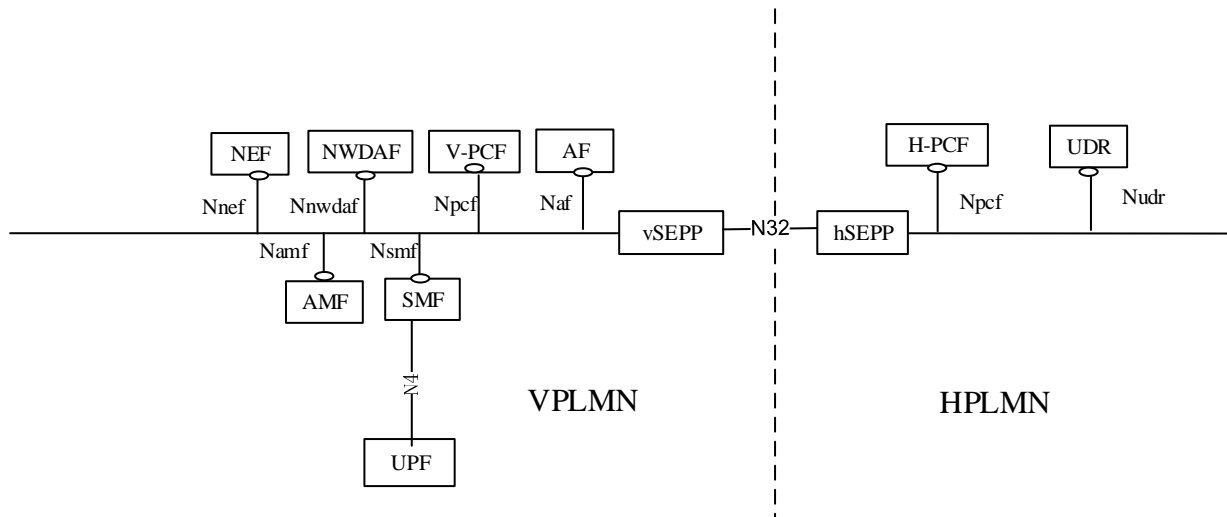 NEF
NWDAF
V-PCF
AF
H-PCF
UDR
Nnef
Nnwdaf
Npcf
Naf
Npcf
Nudr
vSEPP
N32
hSEPP
Namf
Nsmf
AMF
SMF
N4
VPLMN
HPLMN
UPF